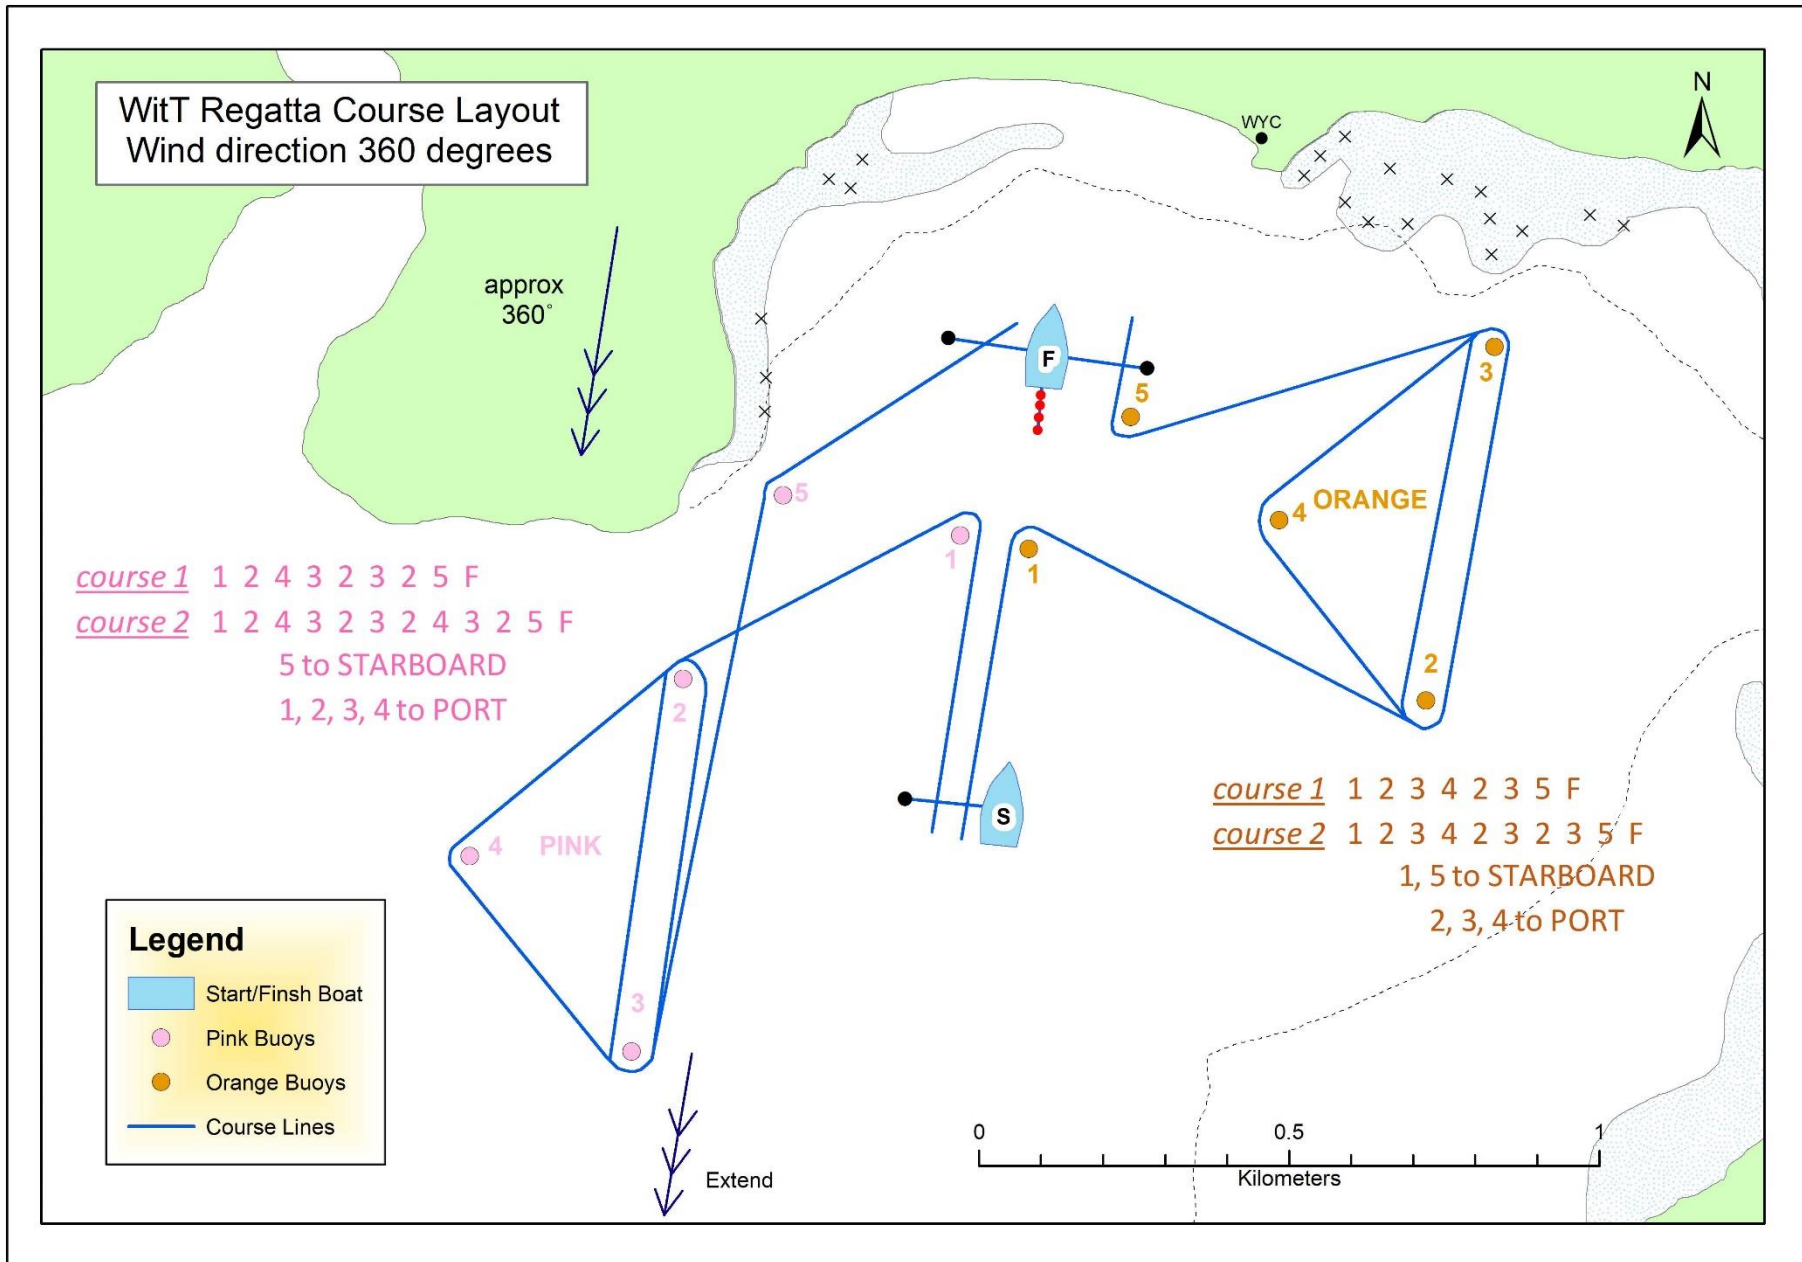 WitT Regatta Course Layout
Wind direction 360 degrees
N
WYC
approx
360°
F
5
3
5
4 ORANGE
1
1
course 1 1 2 4 3 2 3 2 5 F
course 2 1 2 4 3 2 3 2 4 3 2 5 F
5 to STARBOARD
1, 2, 3, 4 to PORT
2
2
S
course 1 1 2 3 4 2 3 5 F
course 2 1 2 3 4 2 3 2 3 5 F
1, 5 to STARBOARD
2, 3, 4 to PORT
4 PINK
3
Legend
Start/Finsh Boat
Pink Buoys
Orange Buoys
Course Lines
Extend
0 0.5 1
Kilometers